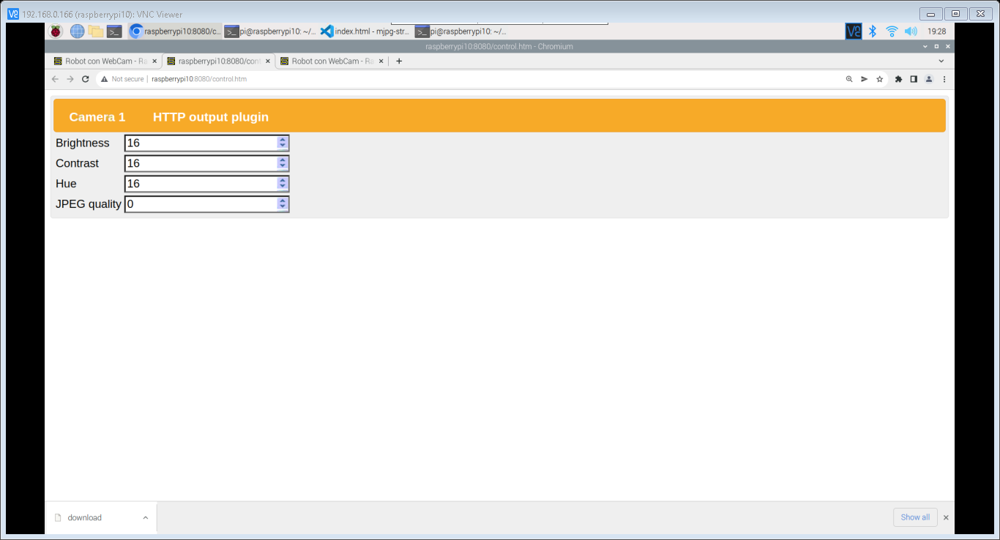 192.168.0.166 (raspberrypi10): VNC Viewer
raspberrypi10:8080/c... pi@raspberrypi10: ~/... index.html - mjpg-str... pi@raspberrypi10: ~/... 19:28
raspberrypi10:8080/control.htm - Chromium
Robot con WebCam - Ra raspberrypi10:8080/cont Robot con WebCam - Ra
Not secure | raspberrypi10:8080/control.htm
Camera 1 HTTP output plugin
Brightness 16
Contrast 16
Hue 16
JPEG quality 0
download Show all